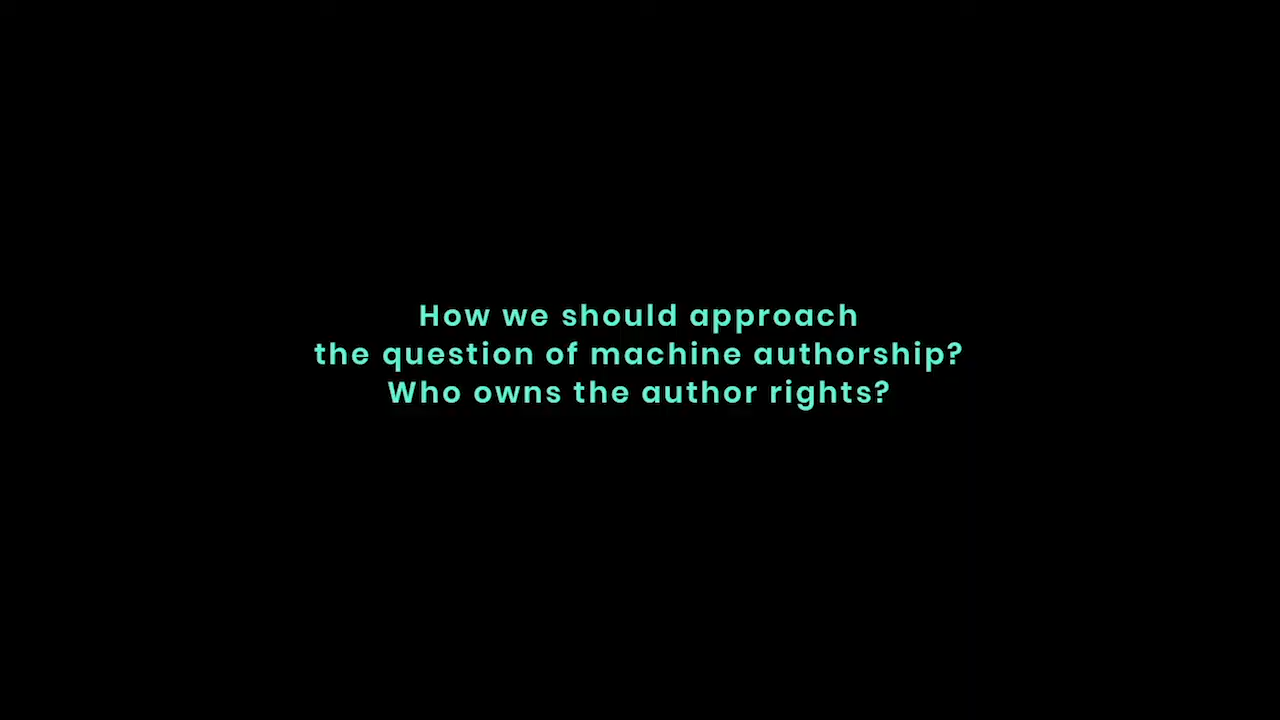 How we should approach
the question of machine authorship?
Who owns the author rights?